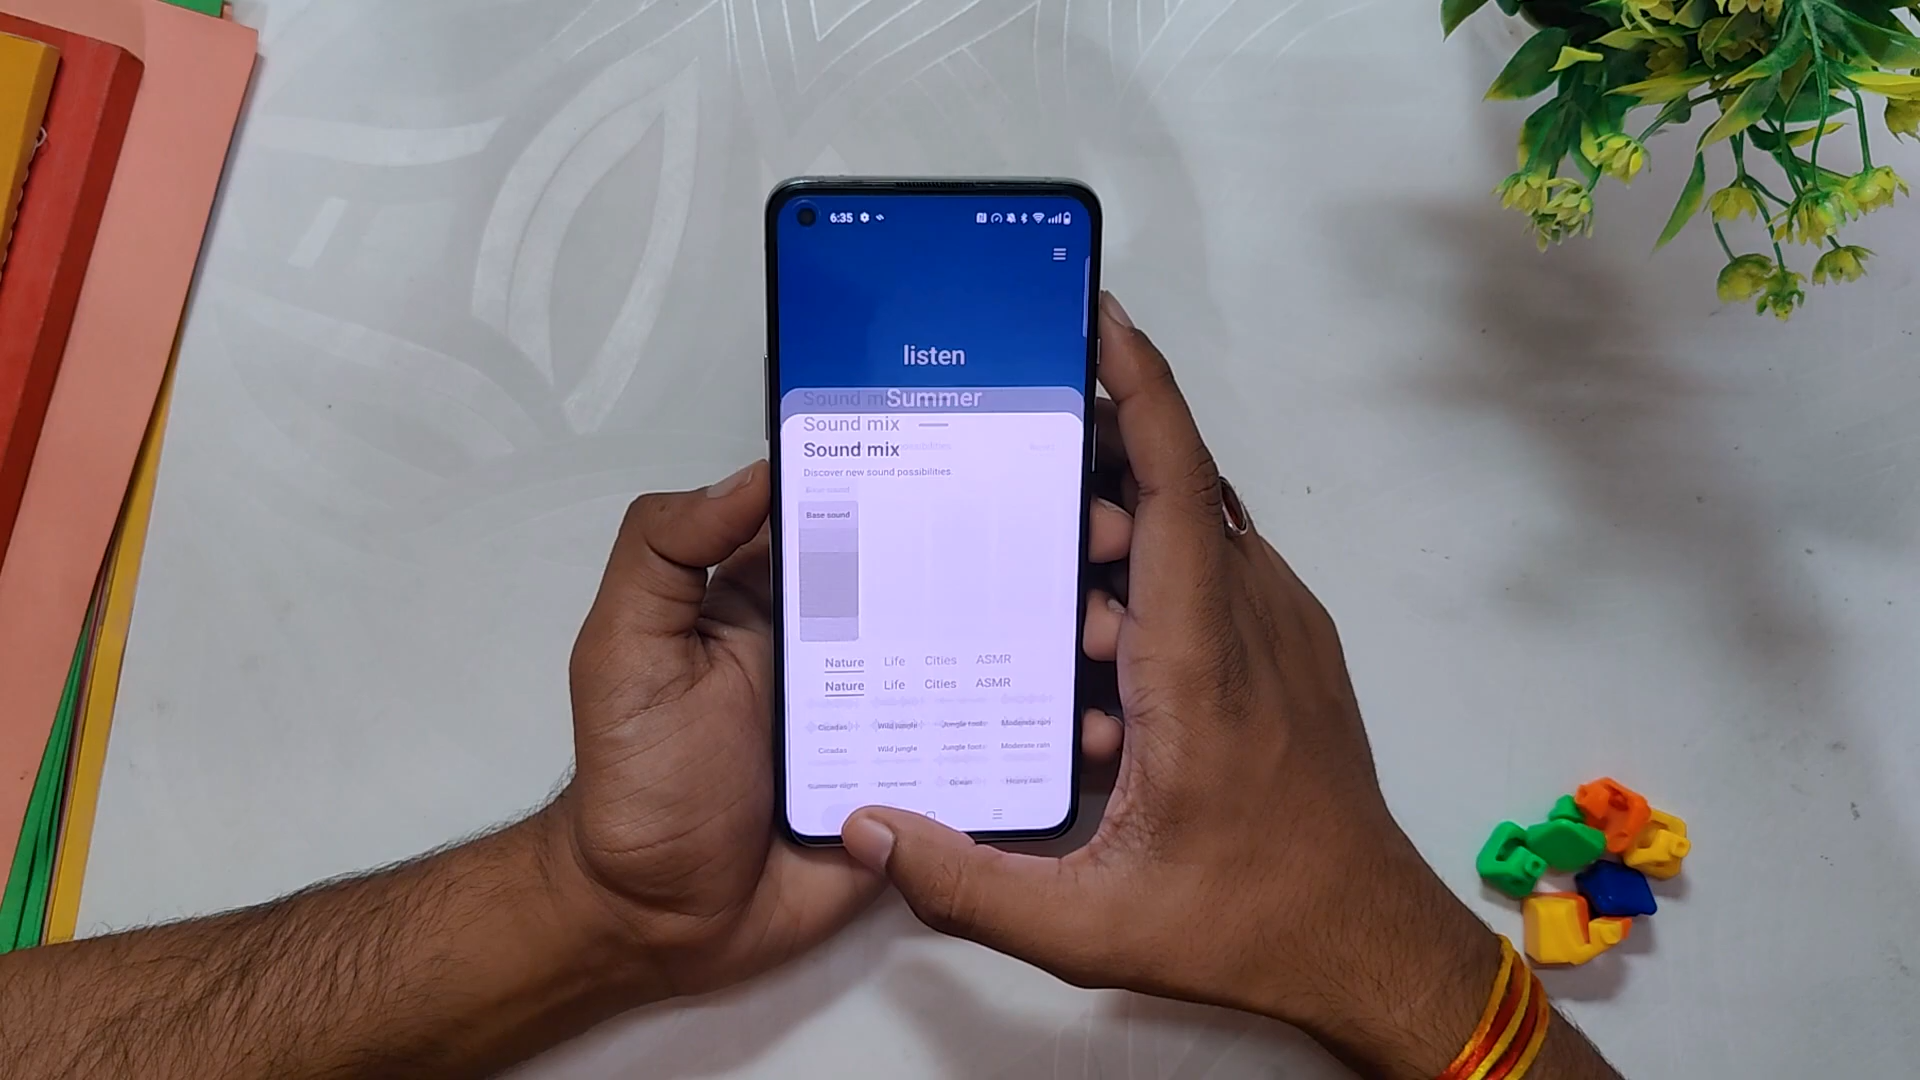 6:35
listen
Summer
Sound mix
Sound mix
Sound mix
Discover new sound possibilities
Base sound
Base sound
Nature Life Cities ASMR
Nature Life Cities ASMR
Cicadas Wild jungle Jungle Moderate rain
Cicadas Wild jungle Jungle Moderate rain
Summer night Night wind Ocean Heavy rain